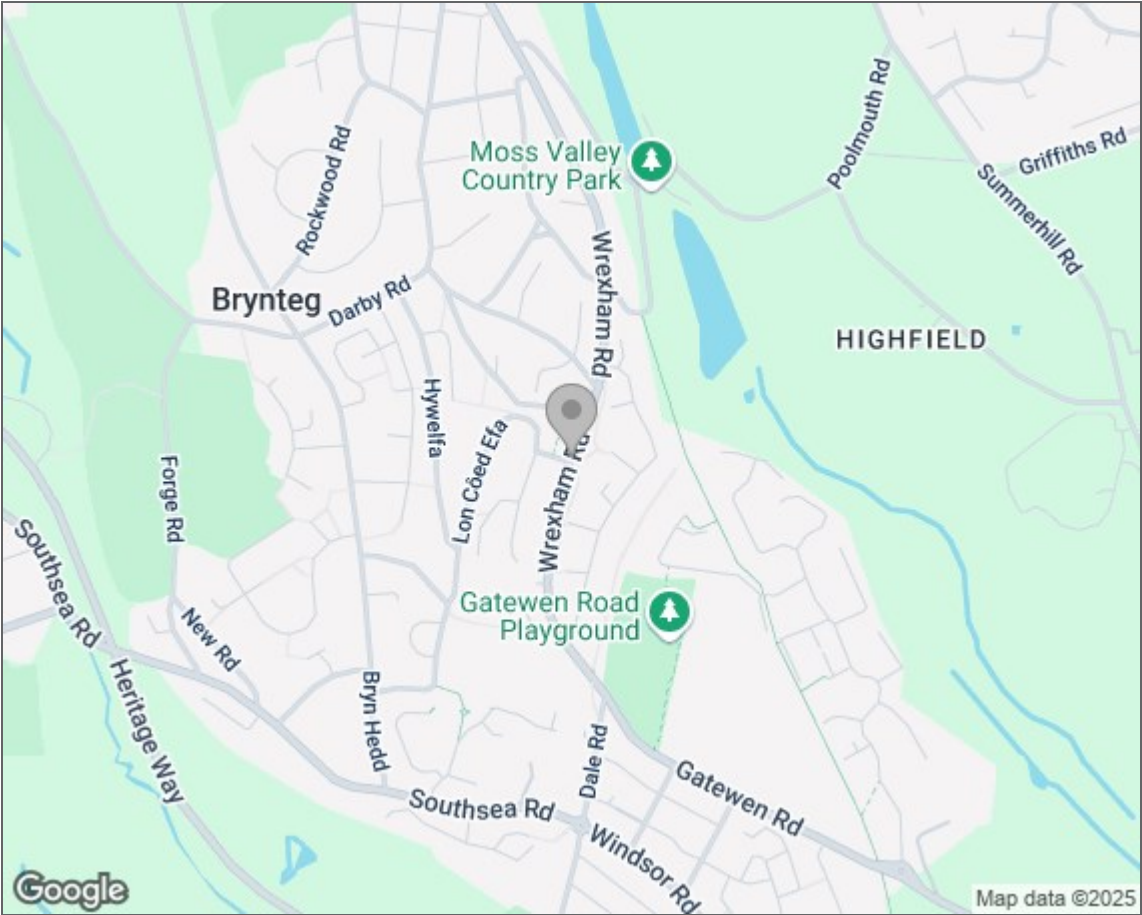 Poolmouth Rd
Griffiths Rd
Moss Valley
Country Park
Rockwood Rd
Summerhill Rd
Wrexham Rd
Brynteg
Darby Rd
HIGHFIELD
Hywelfa
Lon Côed Efa
Wrexham Rd
Forge Rd
Southsea Rd
Gatewen Road
Playground
New Rd
Heritage Way
Bryn Hedd
Dale Rd
Gatewen Rd
Southsea Rd
Windsor Rd
Google
Map data ©2025